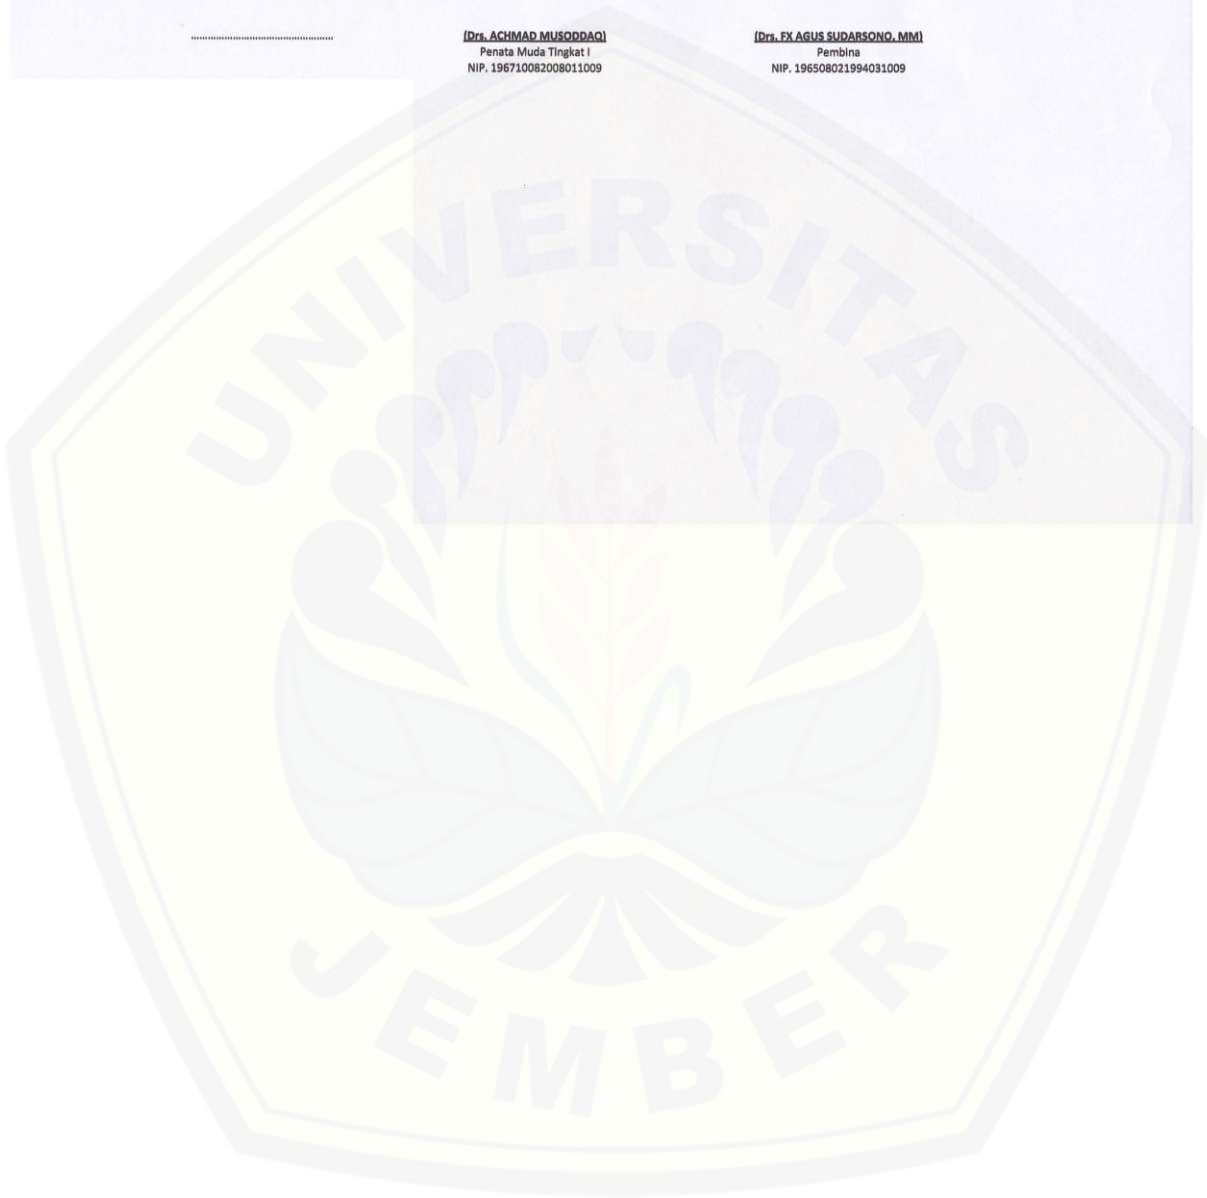 ........................................................
(Drs. ACHMAD MUSODDAQ)
Penata Muda Tingkat I
NIP. 196710082008011009
(Drs. FX AGUS SUDARSONO, MM)
Pembina
NIP. 196508021994031009
UNIVERSITAS
JEMBER